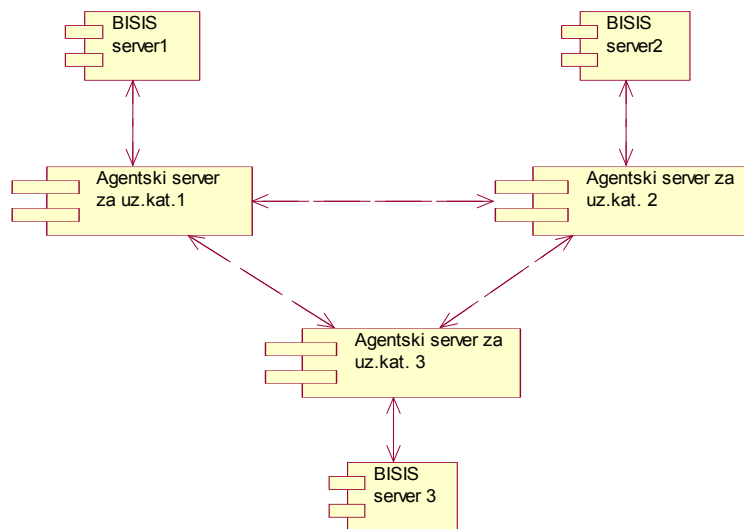 BISIS
server1
BISIS
server2
Agentski server
za uz.kat.1
Agentski server za
uz.kat. 2
Agentski server za
uz.kat. 3
BISIS
server 3